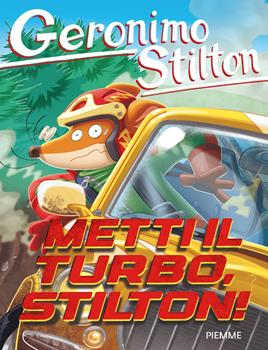 Geronimo
Stilton
METTI IL
TURBO,
STILTON!
PIEMME